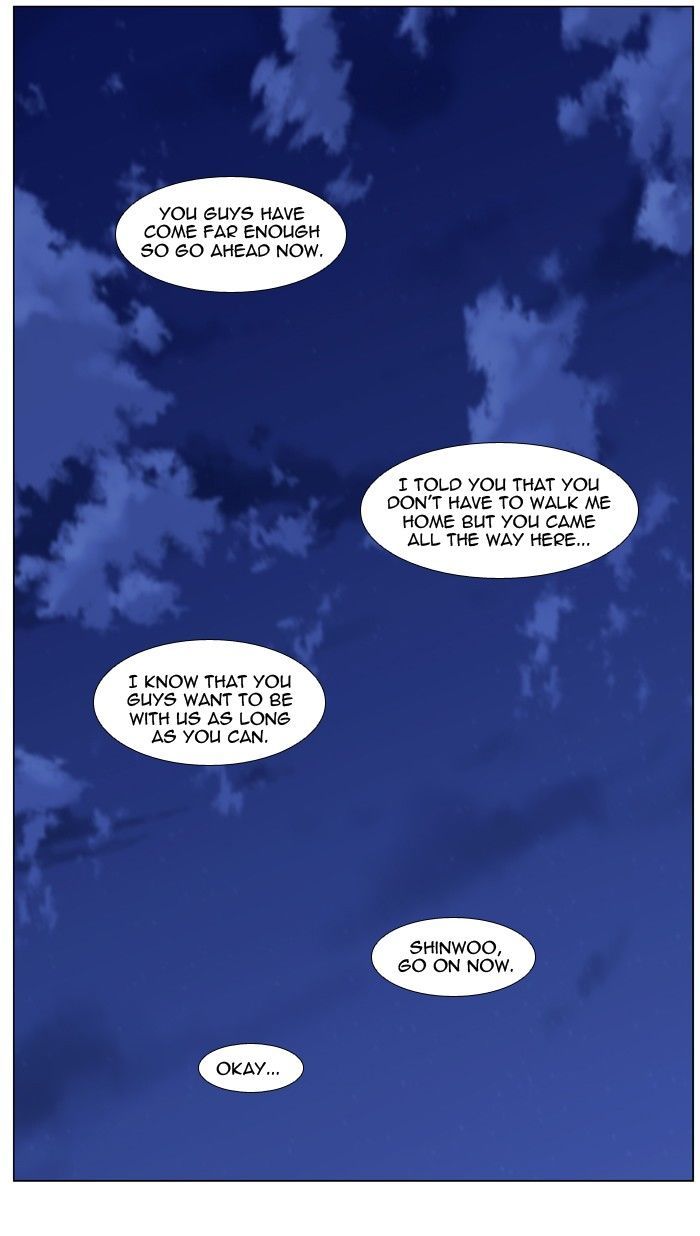 YOU GUYS HAVE
COME FAR ENOUGH
SO GO AHEAD NOW.
I TOLD YOU THAT YOU
DON'T HAVE TO WALK ME
HOME BUT YOU CAME
ALL THE WAY HERE...
I KNOW THAT YOU
GUYS WANT TO BE
WITH US AS LONG
AS YOU CAN.
SHINWOO,
GO ON NOW.
OKAY...